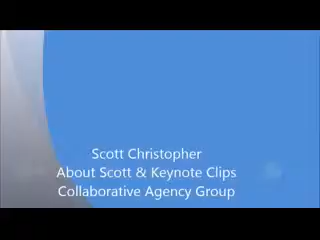 Scott Christopher
About Scott & Keynote Clips
Collaborative Agency Group